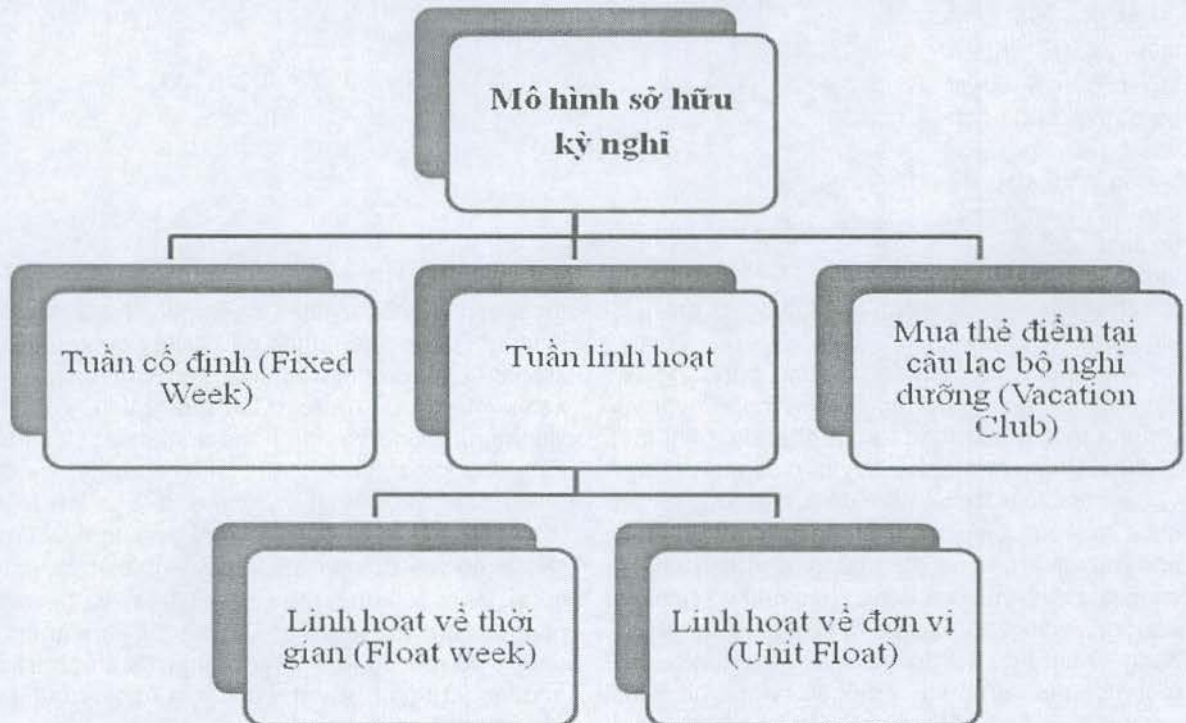 Mô hình sở hữu
kỳ nghỉ
Tuần cố định (Fixed
Week)
Tuần linh hoạt
Mua thẻ điểm tại
câu lạc bộ nghỉ
dưỡng (Vacation
Club)
Linh hoạt về thời
gian (Float week)
Linh hoạt về đơn vị
(Unit Float)